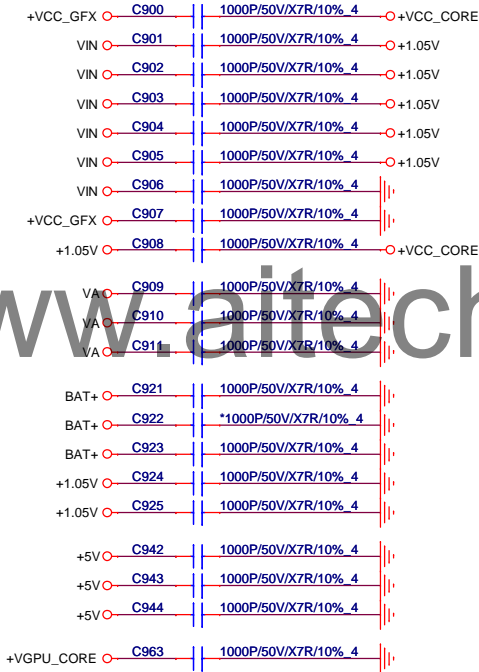 +VCC_GFX C900 1000P/50V/X7R/10%_4 +VCC_CORE
VIN C901 1000P/50V/X7R/10%_4 +1.05V
VIN C902 1000P/50V/X7R/10%_4 +1.05V
VIN C903 1000P/50V/X7R/10%_4 +1.05V
VIN C904 1000P/50V/X7R/10%_4 +1.05V
VIN C905 1000P/50V/X7R/10%_4 +1.05V
VIN C906 1000P/50V/X7R/10%_4
+VCC_GFX C907 1000P/50V/X7R/10%_4
+1.05V C908 1000P/50V/X7R/10%_4 +VCC_CORE
VA C909 1000P/50V/X7R/10%_4
VA C910 1000P/50V/X7R/10%_4
VA C911 1000P/50V/X7R/10%_4
ww.aitech
BAT+ C921 1000P/50V/X7R/10%_4
BAT+ C922 *1000P/50V/X7R/10%_4
BAT+ C923 1000P/50V/X7R/10%_4
+1.05V C924 1000P/50V/X7R/10%_4
+1.05V C925 1000P/50V/X7R/10%_4
+5V C942 1000P/50V/X7R/10%_4
+5V C943 1000P/50V/X7R/10%_4
+5V C944 1000P/50V/X7R/10%_4
+VGPU_CORE C963 1000P/50V/X7R/10%_4